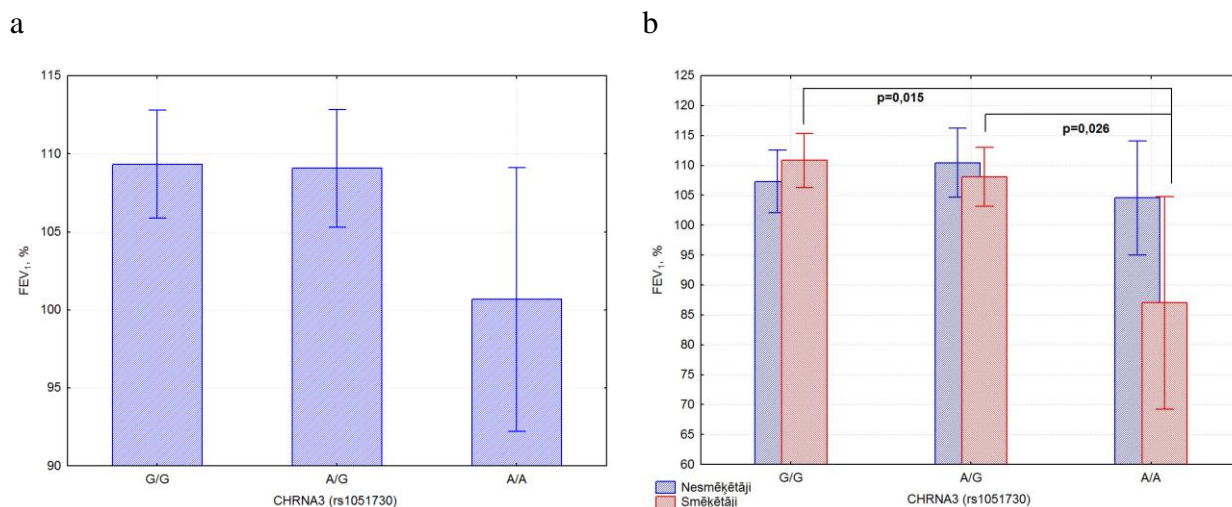 a
115
110
105
100
95
90
FEV₁, %
G/G
A/G
A/A
CHRNA3 (rs1051730)
b
125
120
115
110
105
100
95
90
85
80
75
70
65
60
FEV₁, %
p=0,015
p=0,026
G/G
A/G
A/A
Nesmēķētāji
Smēķētāji
CHRNA3 (rs1051730)